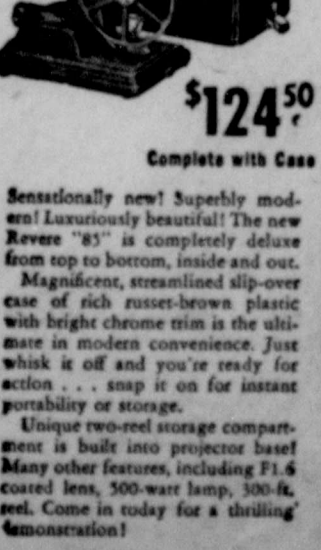 $124.50
Complete with Case
Sensationally new! Superbly mod-
ern! Luxuriously beautiful! The new
Revere "85" is completely deluxe
from top to bottom, inside and out.
Magnificent, streamlined slip-over
case of rich russet-brown plastic
with bright chrome trim is the ulti-
mate in modern convenience. Just
whisk it off and you're ready for
action . . . snap it on for instant
portability or storage.
Unique two-reel storage compart-
ment is built into projector base!
Many other features, including F1.6
coated lens, 500-watt lamp, 300-ft.
reel. Come in today for a thrilling
demonstration!